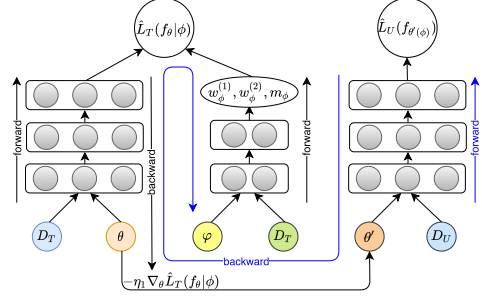 L̂_T(f_θ|ϕ)
L̂_U(f_θ′(ϕ))
w_ϕ^(1), w_ϕ^(2), m_ϕ
forward
backward
forward
forward
D_T
θ
φ
D_T
θ′
D_U
backward
−η₁∇_θ L̂_T(f_θ|ϕ)